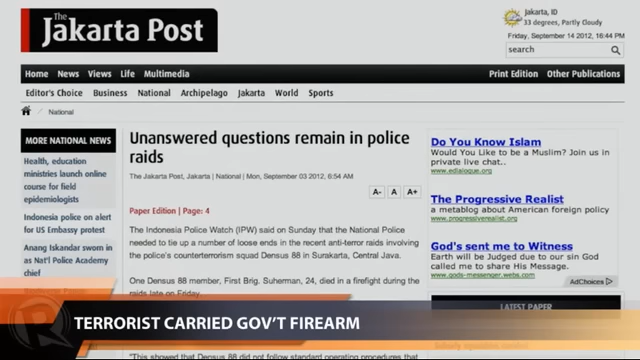 The
Jakarta Post
Jakarta, ID
33 degrees, Partly Cloudy
Friday, September 14 2012, 16:44 PM
search
Home News Views Life Multimedia
Print Edition Other Publications
Editor's Choice Business National Archipelago Jakarta World Sports
National
MORE NATIONAL NEWS
Health, education
ministries launch online
course for field
epidemiologists
Indonesia police on alert
for US Embassy protest
Anang Iskandar sworn in
as Nat'l Police Academy
chief
Unanswered questions remain in police
raids
The Jakarta Post, Jakarta | National | Mon, September 03 2012, 6:54 AM
A- A A+
Paper Edition | Page: 4
The Indonesia Police Watch (IPW) said on Sunday that the National Police
needed to tie up a number of loose ends in the recent anti-terror raids involving
the police's counterterrorism squad Densus 88 in Surakarta, Central Java.
One Densus 88 member, First Brig. Suherman, 24, died in a firefight during the
raids late on Friday.
"This showed that Densus 88 did not follow standard operating procedures that
Do You Know Islam
Would You Like to be a Muslim? Join us in
private live chat..
www.edialogue.org
The Progressive Realist
a metablog about American foreign policy
www.progressiverealist.org
God's sent me to Witness
Earth will be Judged due to our sin God
called me to share His Message.
www.gods-messenger.webs.com
AdChoices
LATEST PAPER
R
TERRORIST CARRIED GOV'T FIREARM